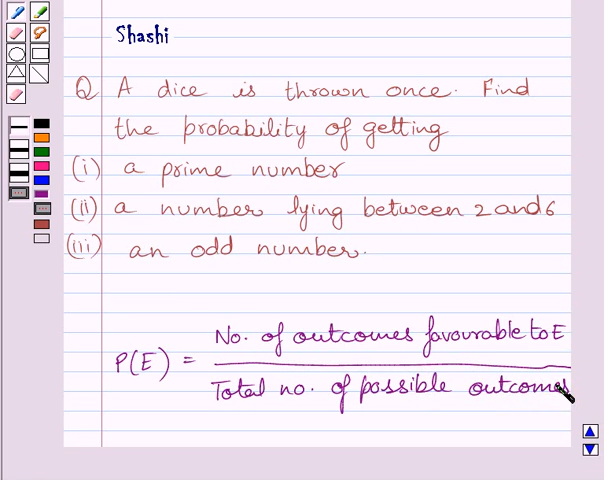 Shashi
Q A dice is thrown once. Find
the probability of getting
(i) a prime number
(ii) a number lying between 2 and 6
(iii) an odd number.
P(E) = No. of outcomes favourable to E
Total no. of possible outcomes